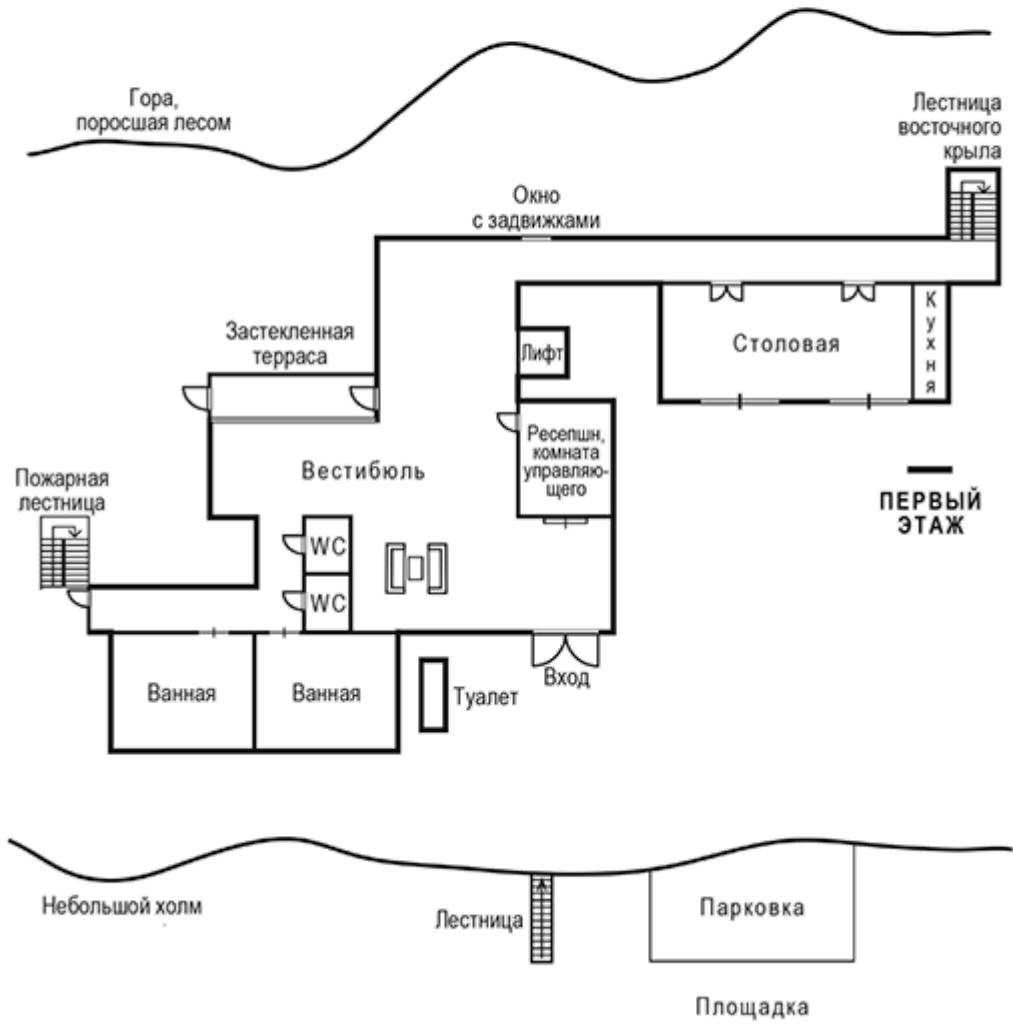 Гора,
поросшая лесом
Лестница
восточного
крыла
Окно
с задвижками
Застекленная
терраса
Лифт
Столовая
Кухня
Ресепшн,
комната
управляю-
щего
Вестибюль
Пожарная
лестница
ПЕРВЫЙ
ЭТАЖ
WC
WC
Ванная
Ванная
Туалет
Вход
Небольшой холм
Лестница
Парковка
Площадка